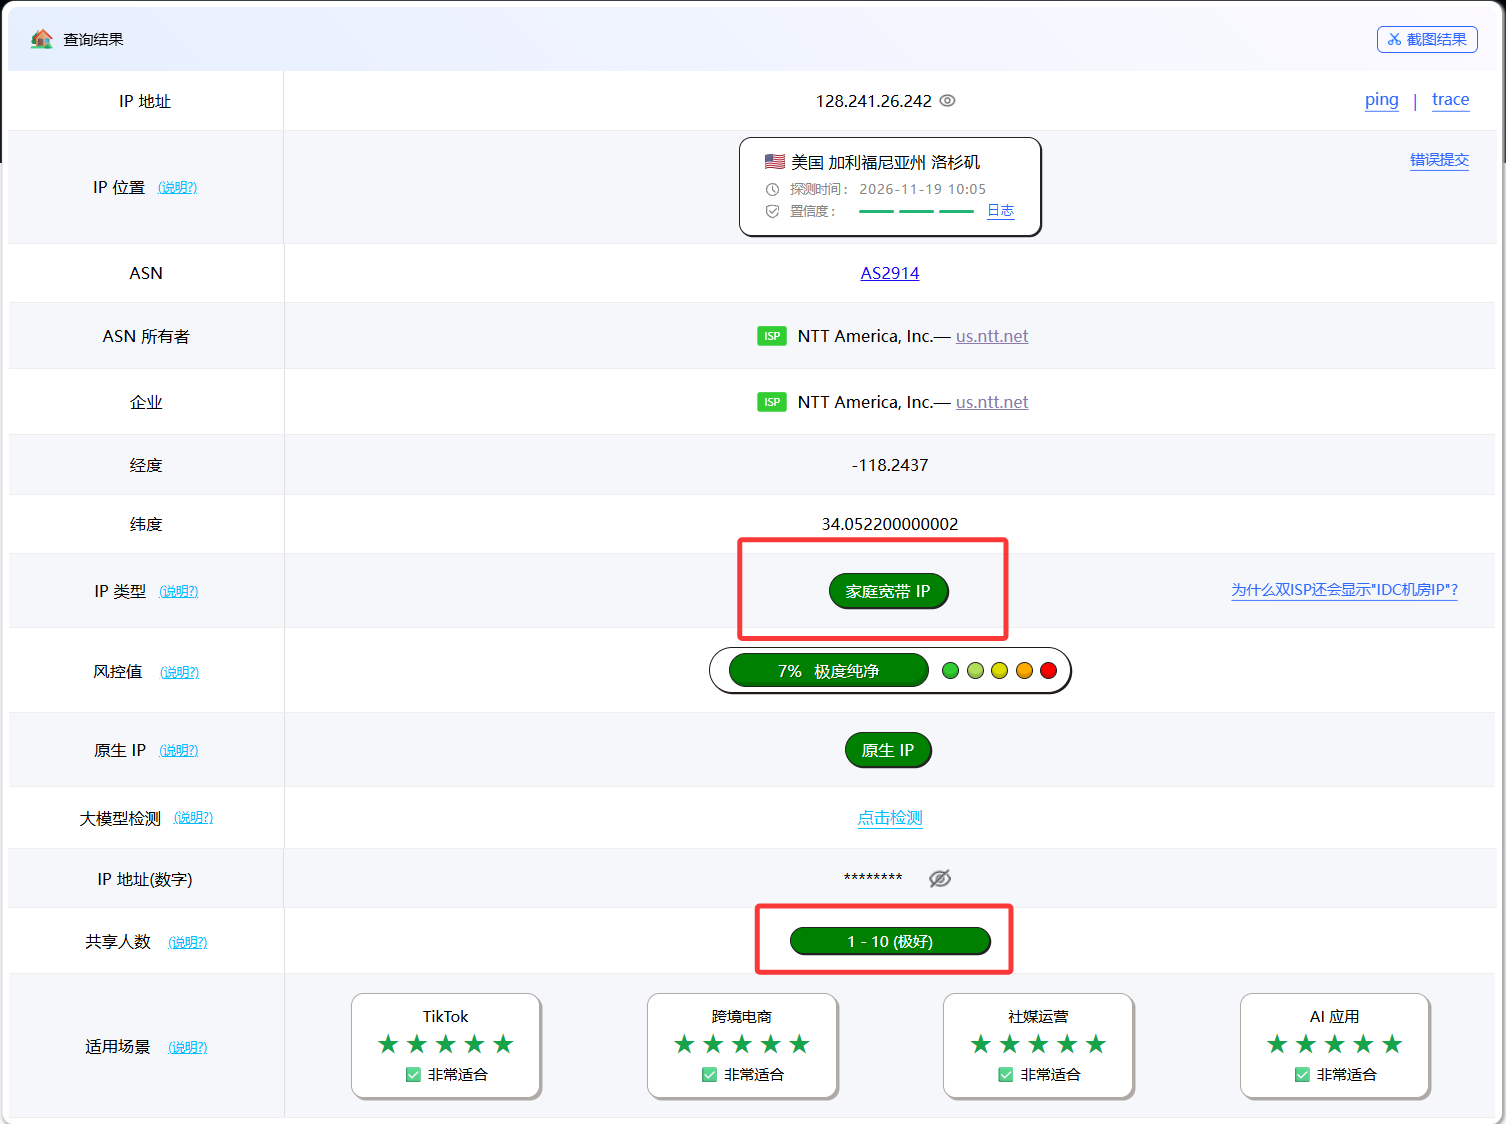 查询结果
截图结果
IP 地址
128.241.26.242
ping | trace
IP 位置 (说明?)
美国 加利福尼亚州 洛杉矶
探测时间： 2026-11-19 10:05
置信度： 日志
错误提交
ASN
AS2914
ASN 所有者
ISP NTT America, Inc.— us.ntt.net
企业
ISP NTT America, Inc.— us.ntt.net
经度
-118.2437
纬度
34.052200000002
IP 类型 (说明?)
家庭宽带 IP
为什么双ISP还会显示"IDC机房IP"?
风控值 (说明?)
7% 极度纯净
原生 IP (说明?)
原生 IP
大模型检测 (说明?)
点击检测
IP 地址(数字)
********
共享人数 (说明?)
1 - 10 (极好)
适用场景 (说明?)
TikTok
★★★★★
非常适合
跨境电商
★★★★★
非常适合
社媒运营
★★★★★
非常适合
AI 应用
★★★★★
非常适合